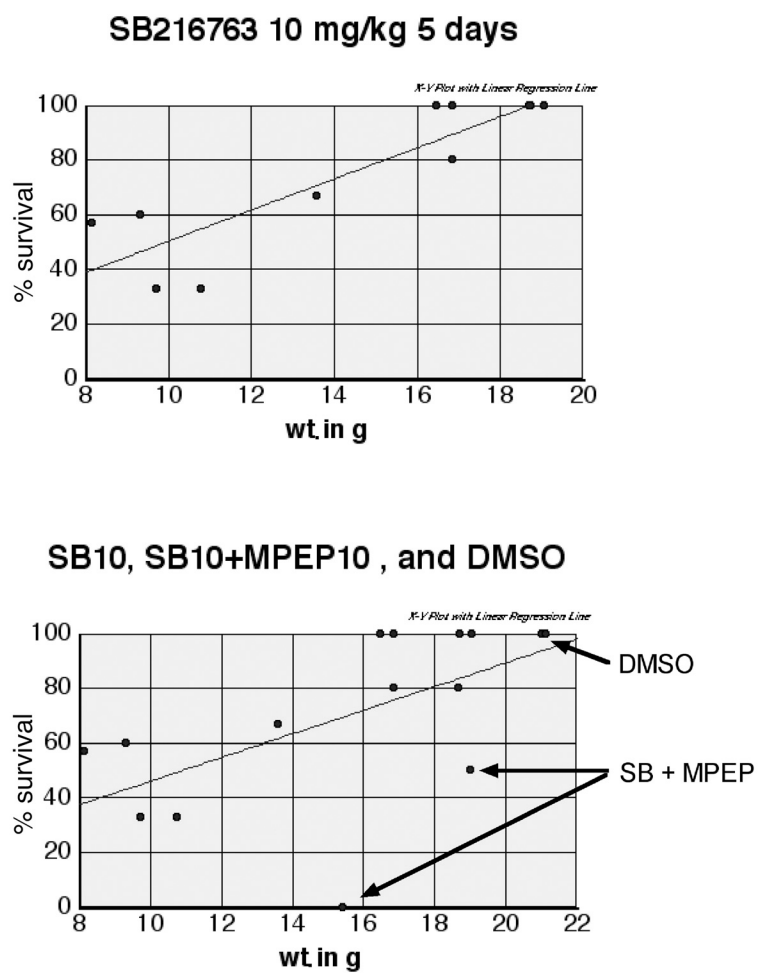 SB216763 10 mg/kg 5 days
X-Y Plot with Linear Regression Line
100
80
60
40
20
0
% survival
8 10 12 14 16 18 20
wt. in g
SB10, SB10+MPEP10 , and DMSO
X-Y Plot with Linear Regression Line
100
80
60
40
20
0
% survival
DMSO
SB + MPEP
8 10 12 14 16 18 20 22
wt. in g